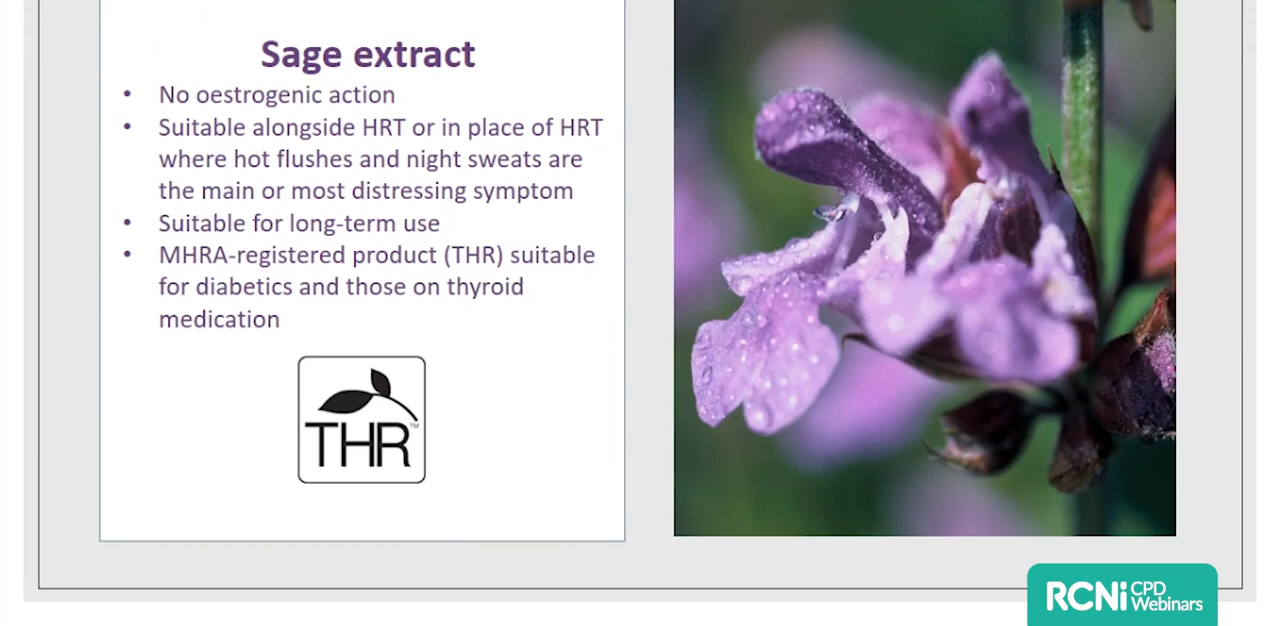 Sage extract
• No oestrogenic action
• Suitable alongside HRT or in place of HRT
where hot flushes and night sweats are
the main or most distressing symptom
• Suitable for long-term use
• MHRA-registered product (THR) suitable
for diabetics and those on thyroid
medication
THR™
RCNi CPD
Webinars